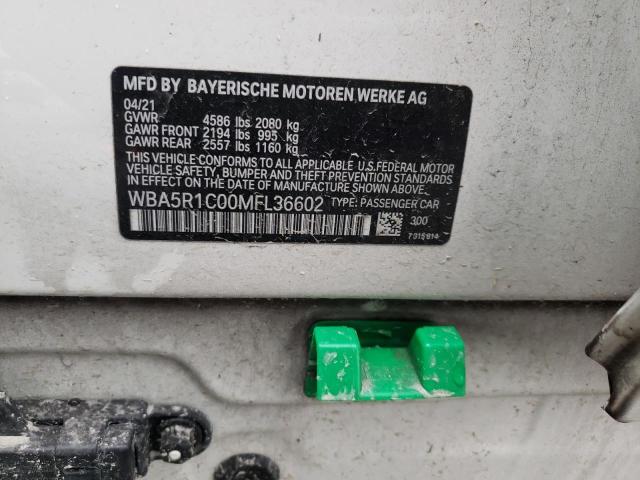 MFD BY BAYERISCHE MOTOREN WERKE AG
04/21
GVWR 4586 lbs 2080 kg
GAWR FRONT 2194 lbs 995 kg
GAWR REAR 2557 lbs 1160 kg
THIS VEHICLE CONFORMS TO ALL APPLICABLE U.S.FEDERAL MOTOR
VEHICLE SAFETY, BUMPER AND THEFT PREVENTION STANDARDS
IN EFFECT ON THE DATE OF MANUFACTURE SHOWN ABOVE.
WBA5R1C00MFL36602 TYPE: PASSENGER CAR
300
7315814